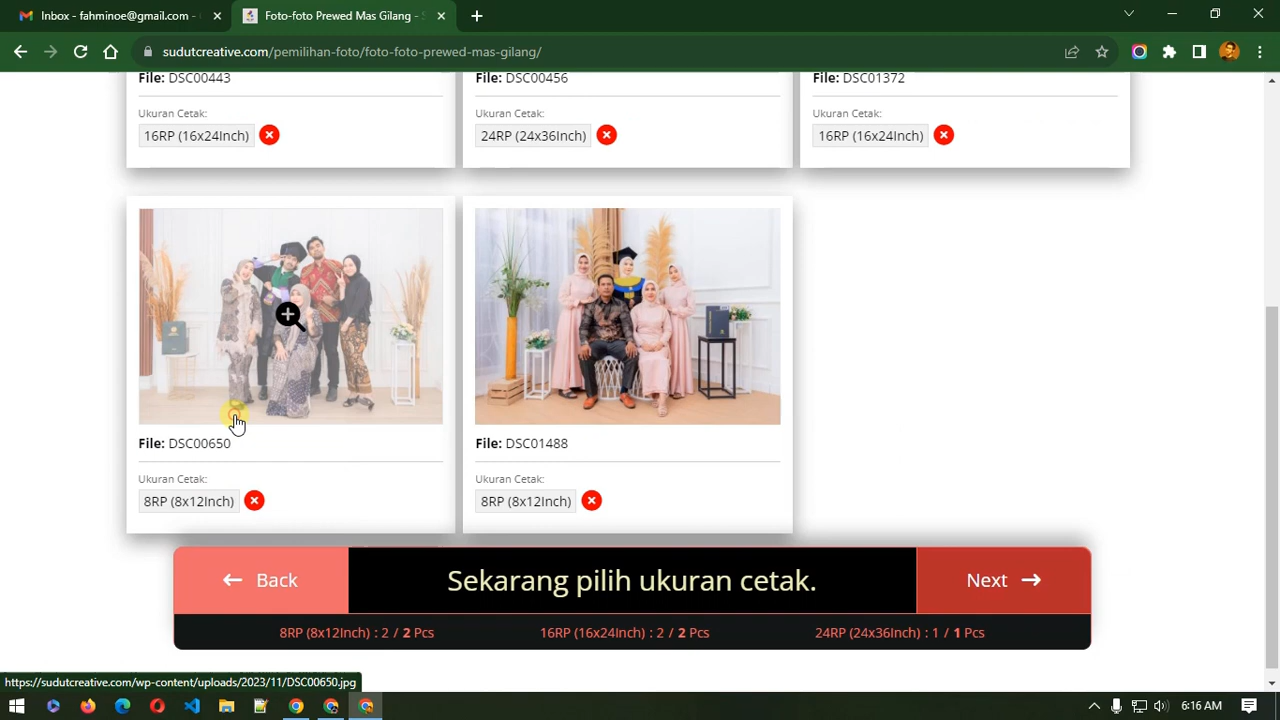 Inbox - fahminoe@gmail.com -
Foto-foto Prewed Mas Gilang -
sudutcreative.com/pemilihan-foto/foto-foto-prewed-mas-gilang/
File: DSC00443
File: DSC00456
File: DSC01372
Ukuran Cetak:
Ukuran Cetak:
Ukuran Cetak:
16RP (16x24Inch)
24RP (24x36Inch)
16RP (16x24Inch)
File: DSC00650
File: DSC01488
Ukuran Cetak:
Ukuran Cetak:
8RP (8x12Inch)
8RP (8x12Inch)
← Back
Sekarang pilih ukuran cetak.
Next →
8RP (8x12Inch) : 2 / 2 Pcs
16RP (16x24Inch) : 2 / 2 Pcs
24RP (24x36Inch) : 1 / 1 Pcs
https://sudutcreative.com/wp-content/uploads/2023/11/DSC00650.jpg
6:16 AM